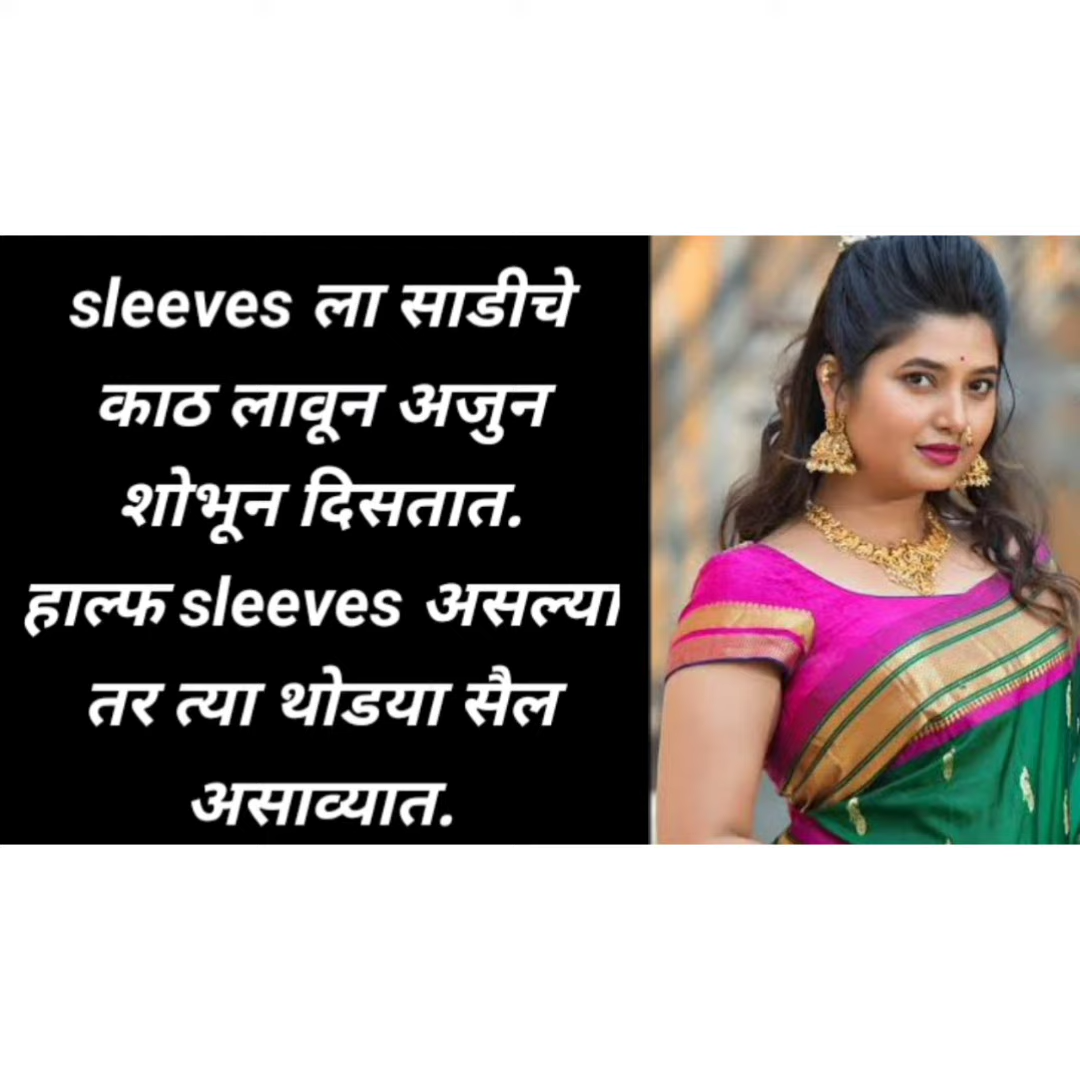 sleeves ला साडीचे
काठ लावून अजुन
शोभून दिसतात.
हाल्फ sleeves असल्या
तर त्या थोडया सैल
असाव्यात.